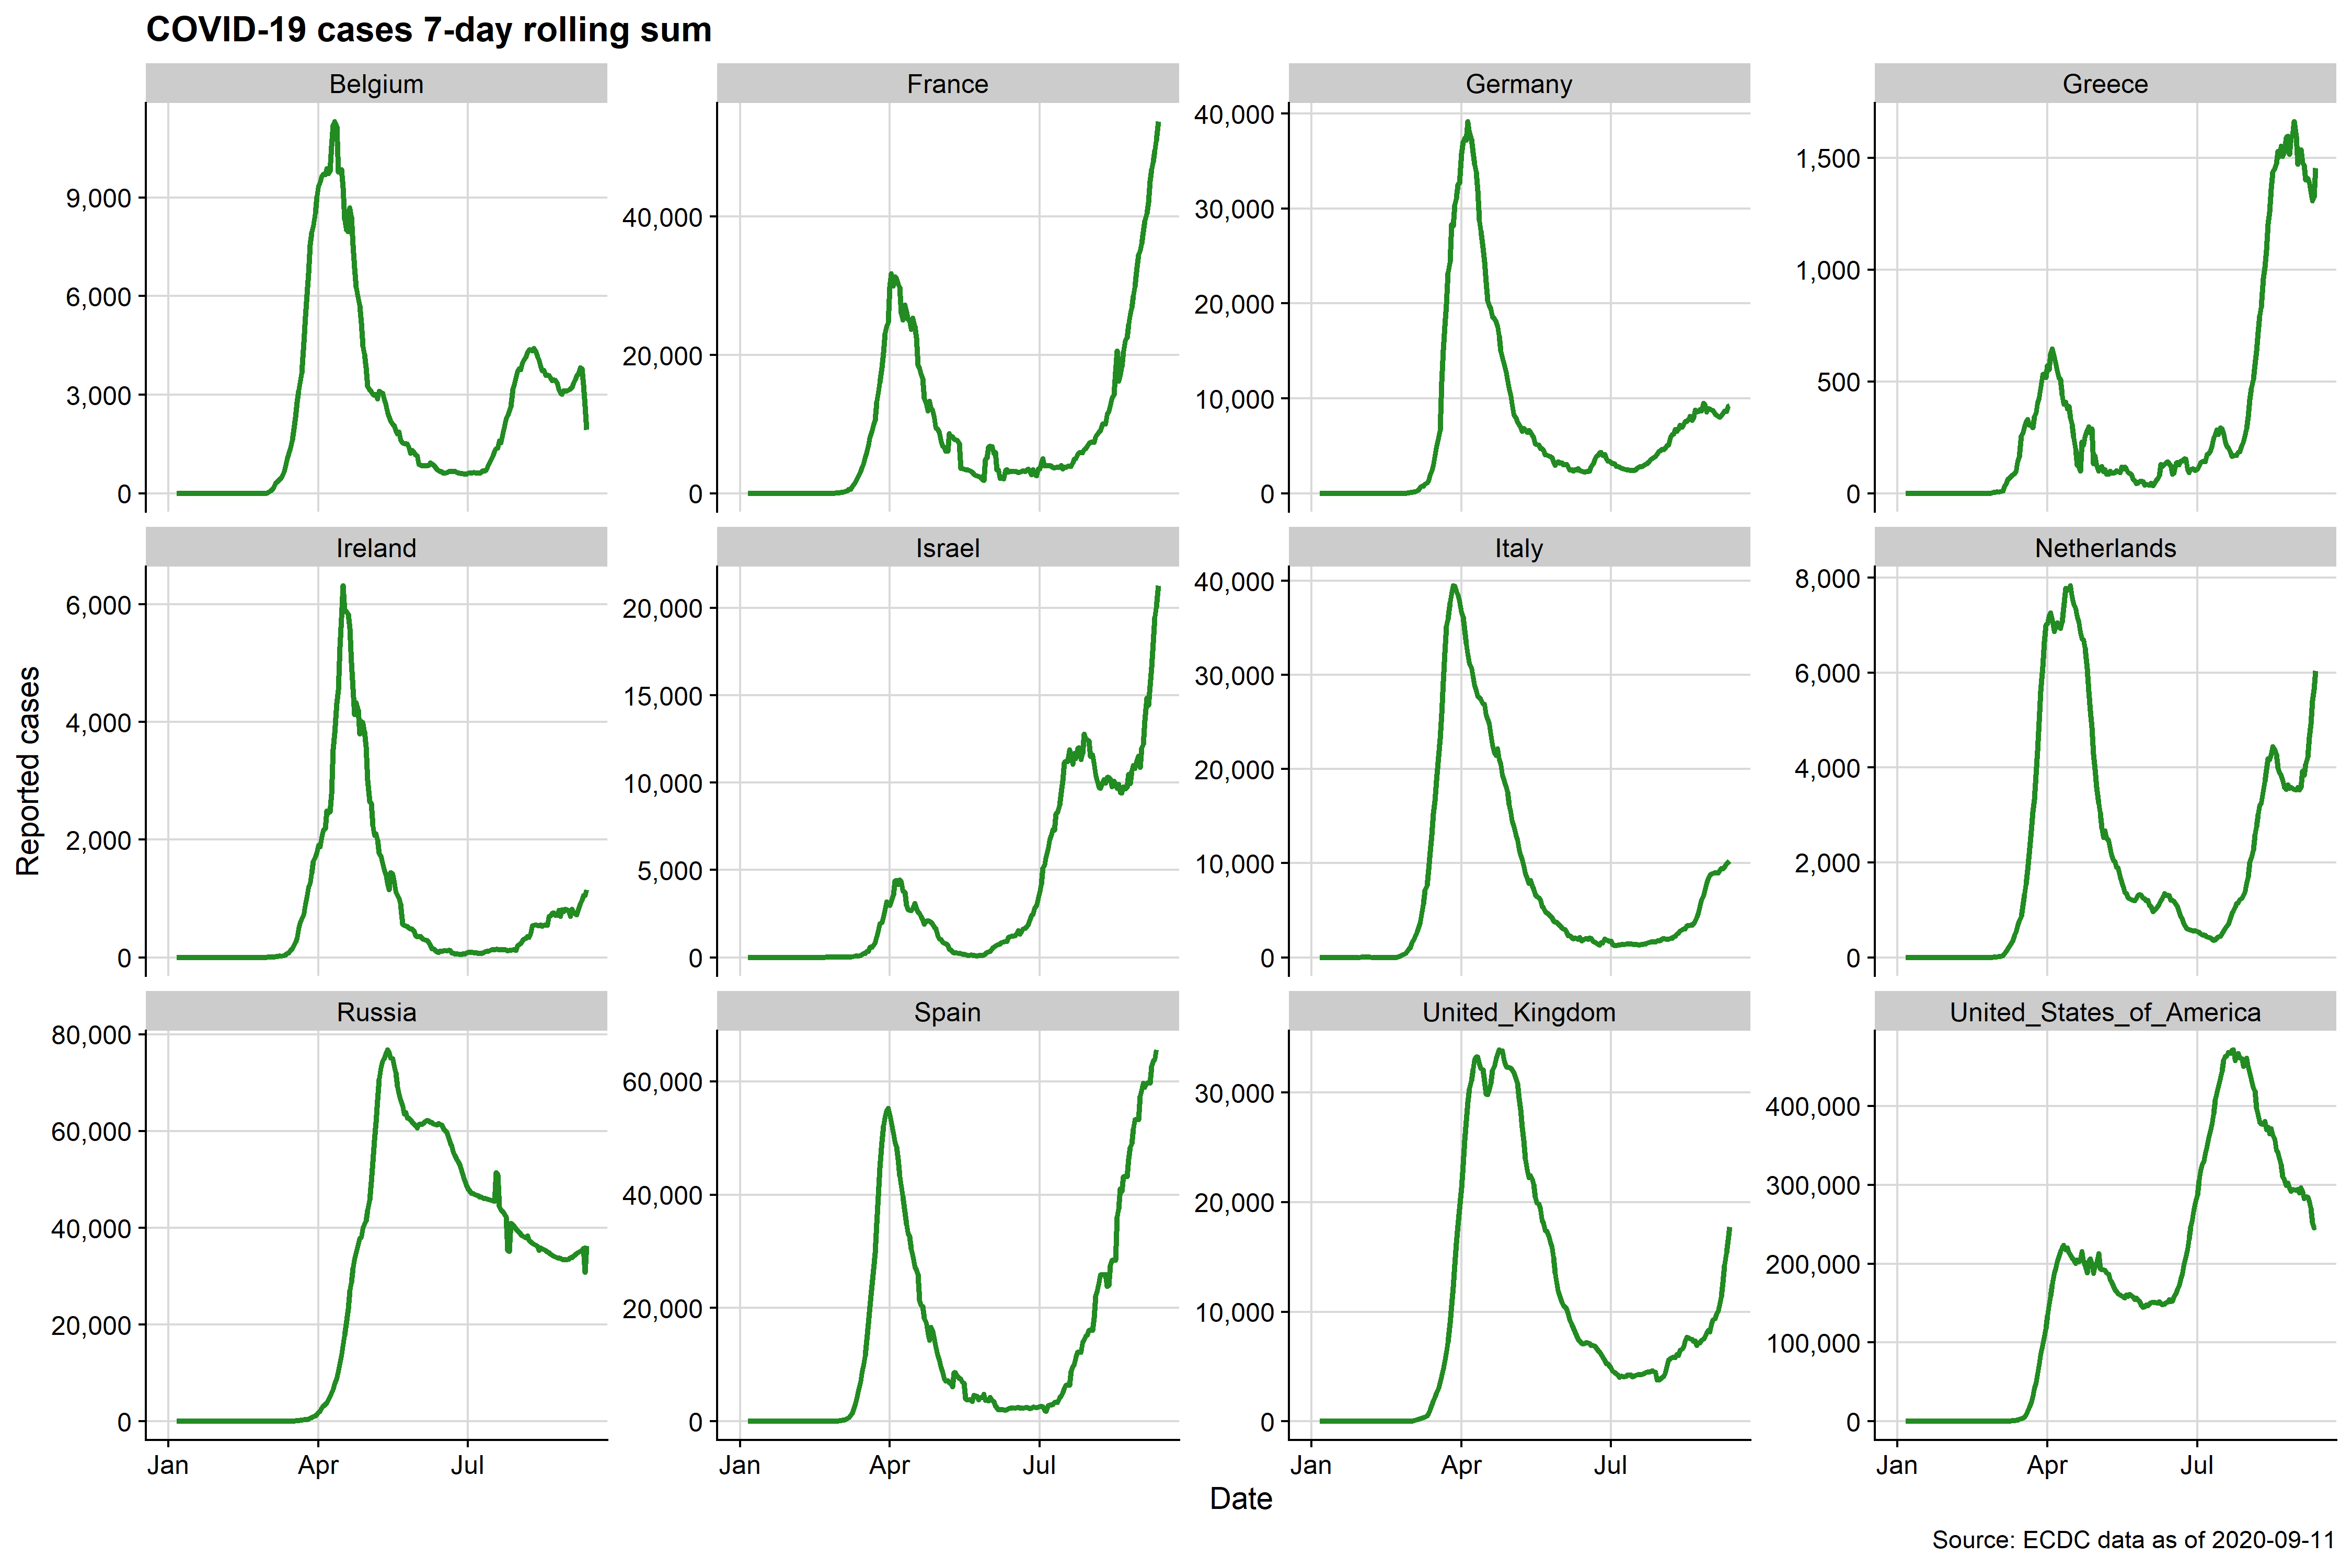 COVID-19 cases 7-day rolling sum
Belgium
France
Germany
Greece
9,000
6,000
3,000
0
40,000
20,000
0
40,000
30,000
20,000
10,000
0
1,500
1,000
500
0
Ireland
Israel
Italy
Netherlands
6,000
4,000
2,000
0
20,000
15,000
10,000
5,000
0
40,000
30,000
20,000
10,000
0
8,000
6,000
4,000
2,000
0
Reported cases
Russia
Spain
United_Kingdom
United_States_of_America
80,000
60,000
40,000
20,000
0
60,000
40,000
20,000
0
30,000
20,000
10,000
0
400,000
300,000
200,000
100,000
0
Jan Apr Jul
Jan Apr Jul
Jan Apr Jul
Jan Apr Jul
Date
Source: ECDC data as of 2020-09-11